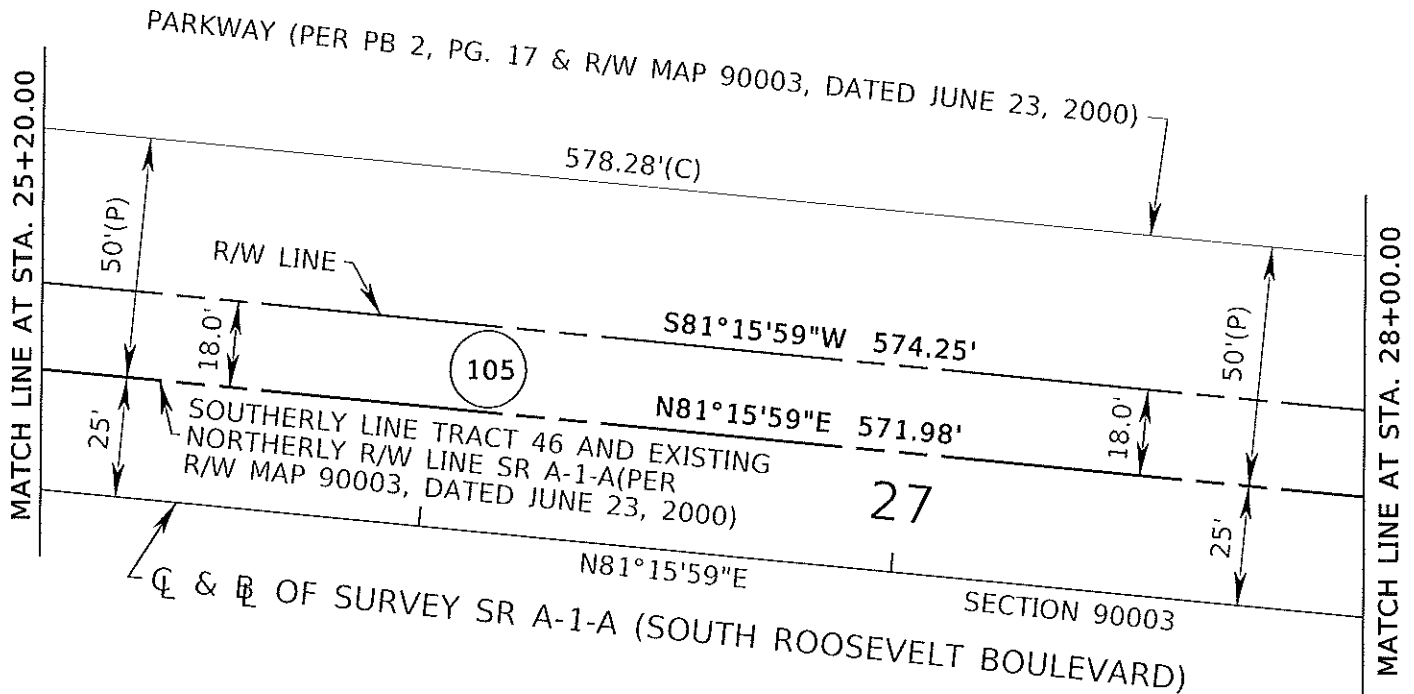 PARKWAY (PER PB 2, PG. 17 & R/W MAP 90003, DATED JUNE 23, 2000)
MATCH LINE AT STA. 25+20.00
578.28'(C)
50'(P)
50'(P)
R/W LINE
18.0'
105
S81°15'59"W 574.25'
N81°15'59"E 571.98'
18.0'
SOUTHERLY LINE TRACT 46 AND EXISTING
NORTHERLY R/W LINE SR A-1-A(PER
R/W MAP 90003, DATED JUNE 23, 2000)
27
25'
25'
N81°15'59"E
SECTION 90003
℄ & BL OF SURVEY SR A-1-A (SOUTH ROOSEVELT BOULEVARD)
MATCH LINE AT STA. 28+00.00